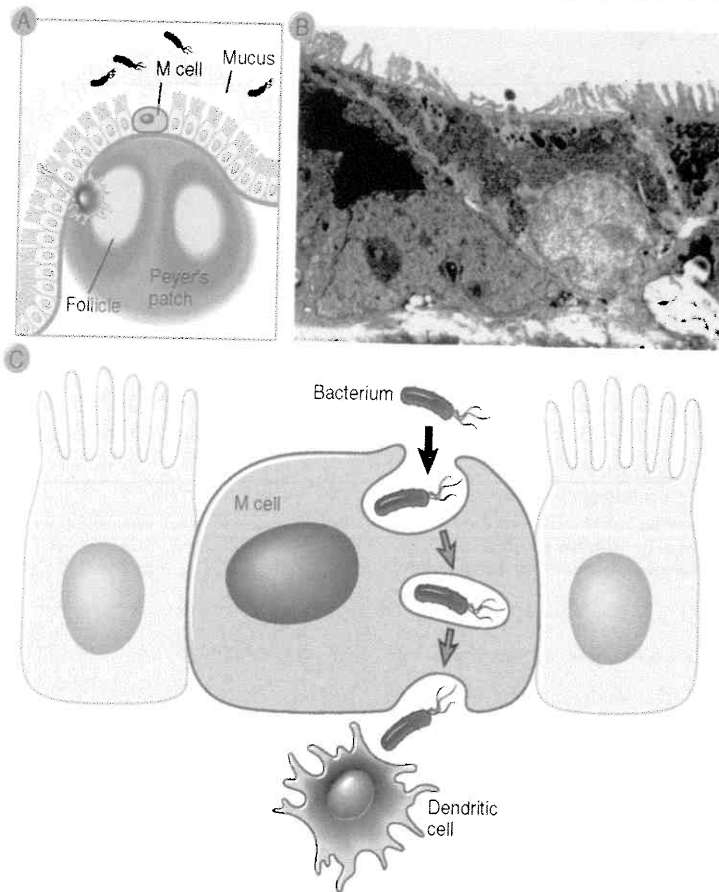 A
Mucus
M cell
Follicle
Peyer's
patch
B
C
Bacterium
M cell
Dendritic
cell